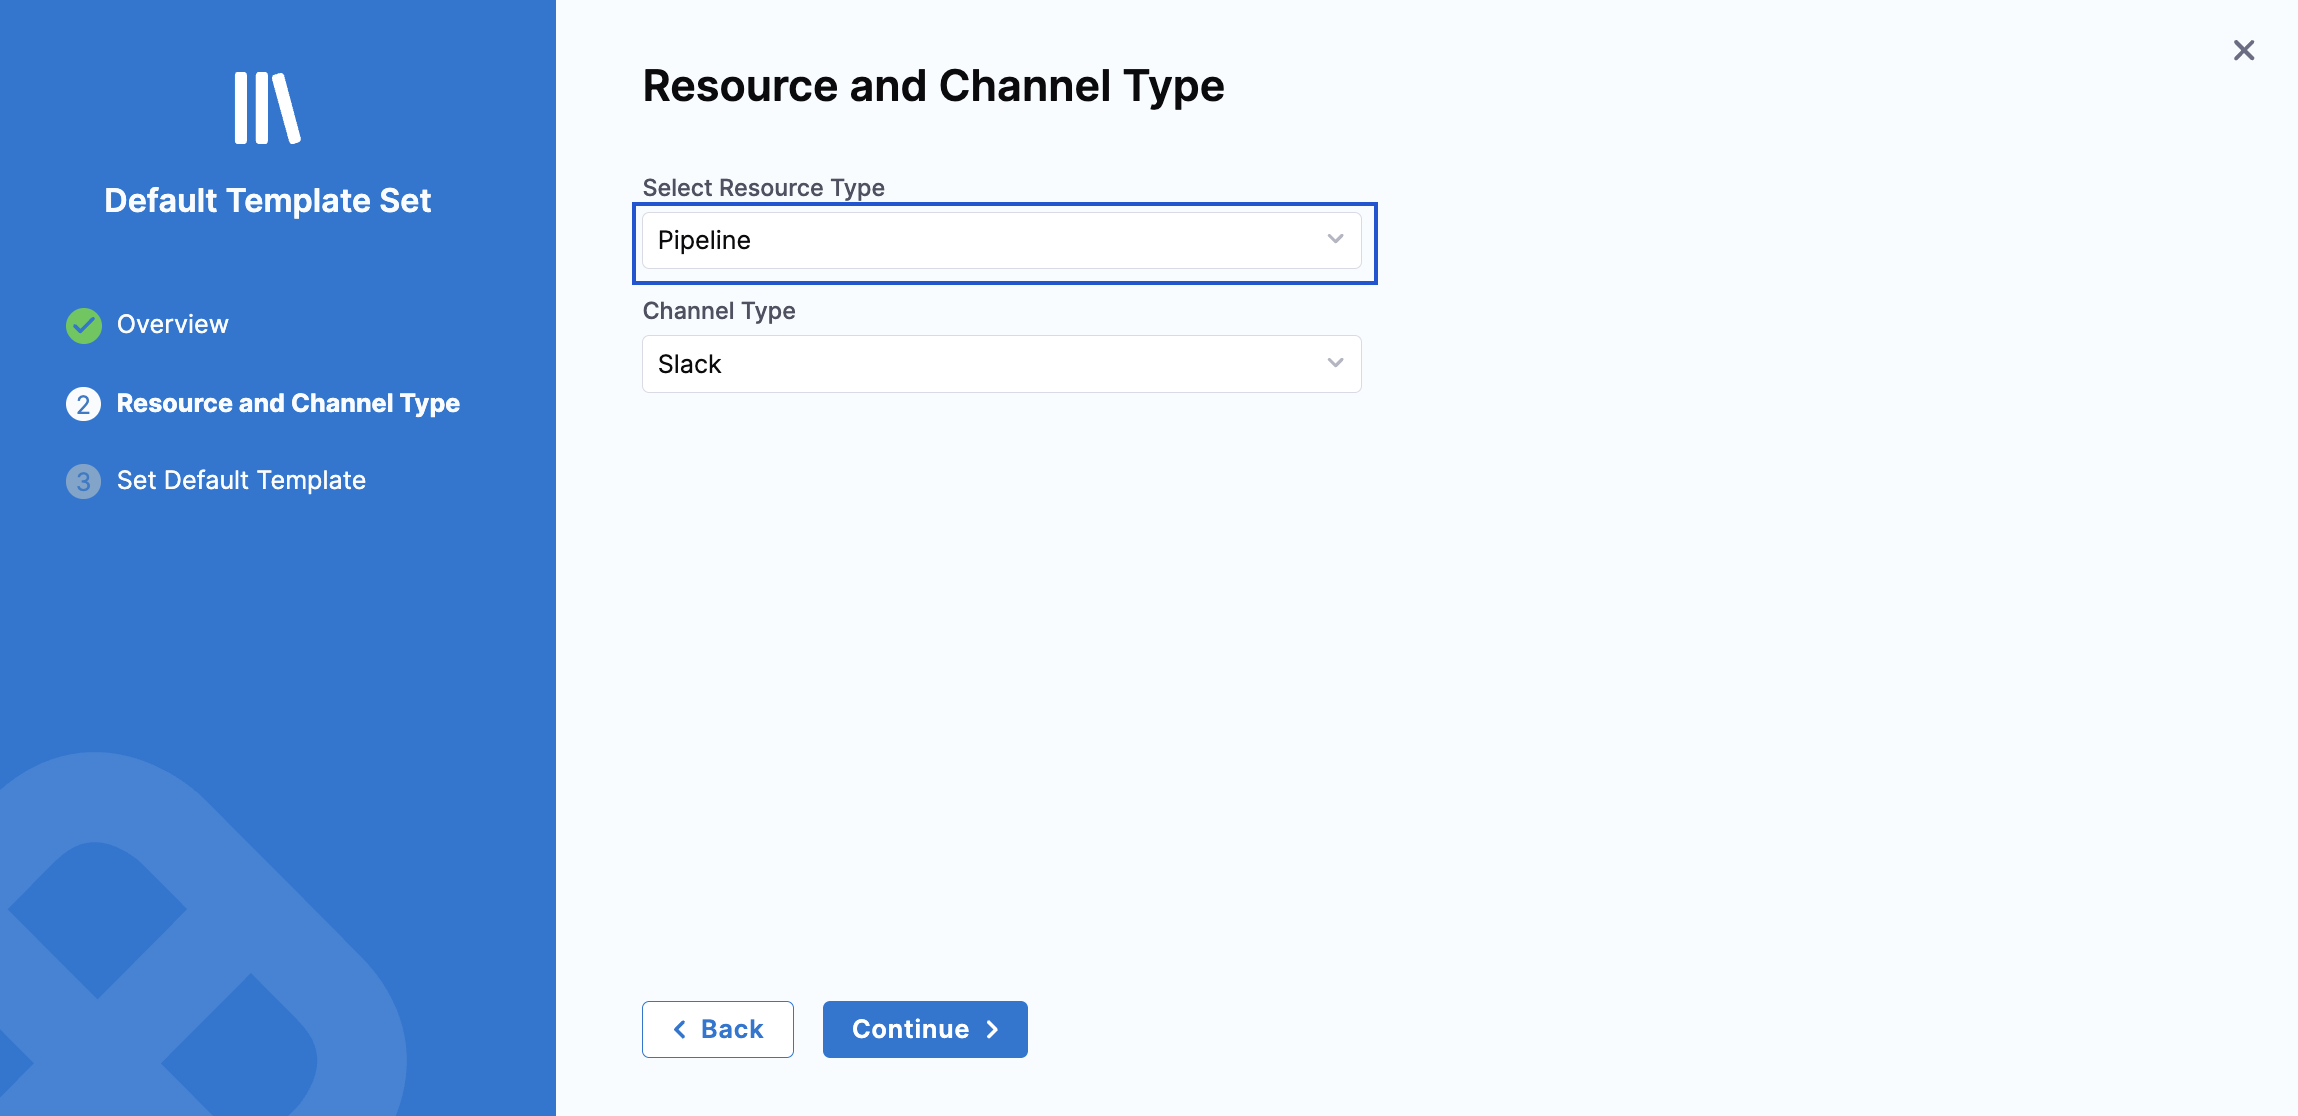 Default Template Set
Overview
2 Resource and Channel Type
3 Set Default Template
Resource and Channel Type
Select Resource Type
Pipeline
Channel Type
Slack
Back
Continue